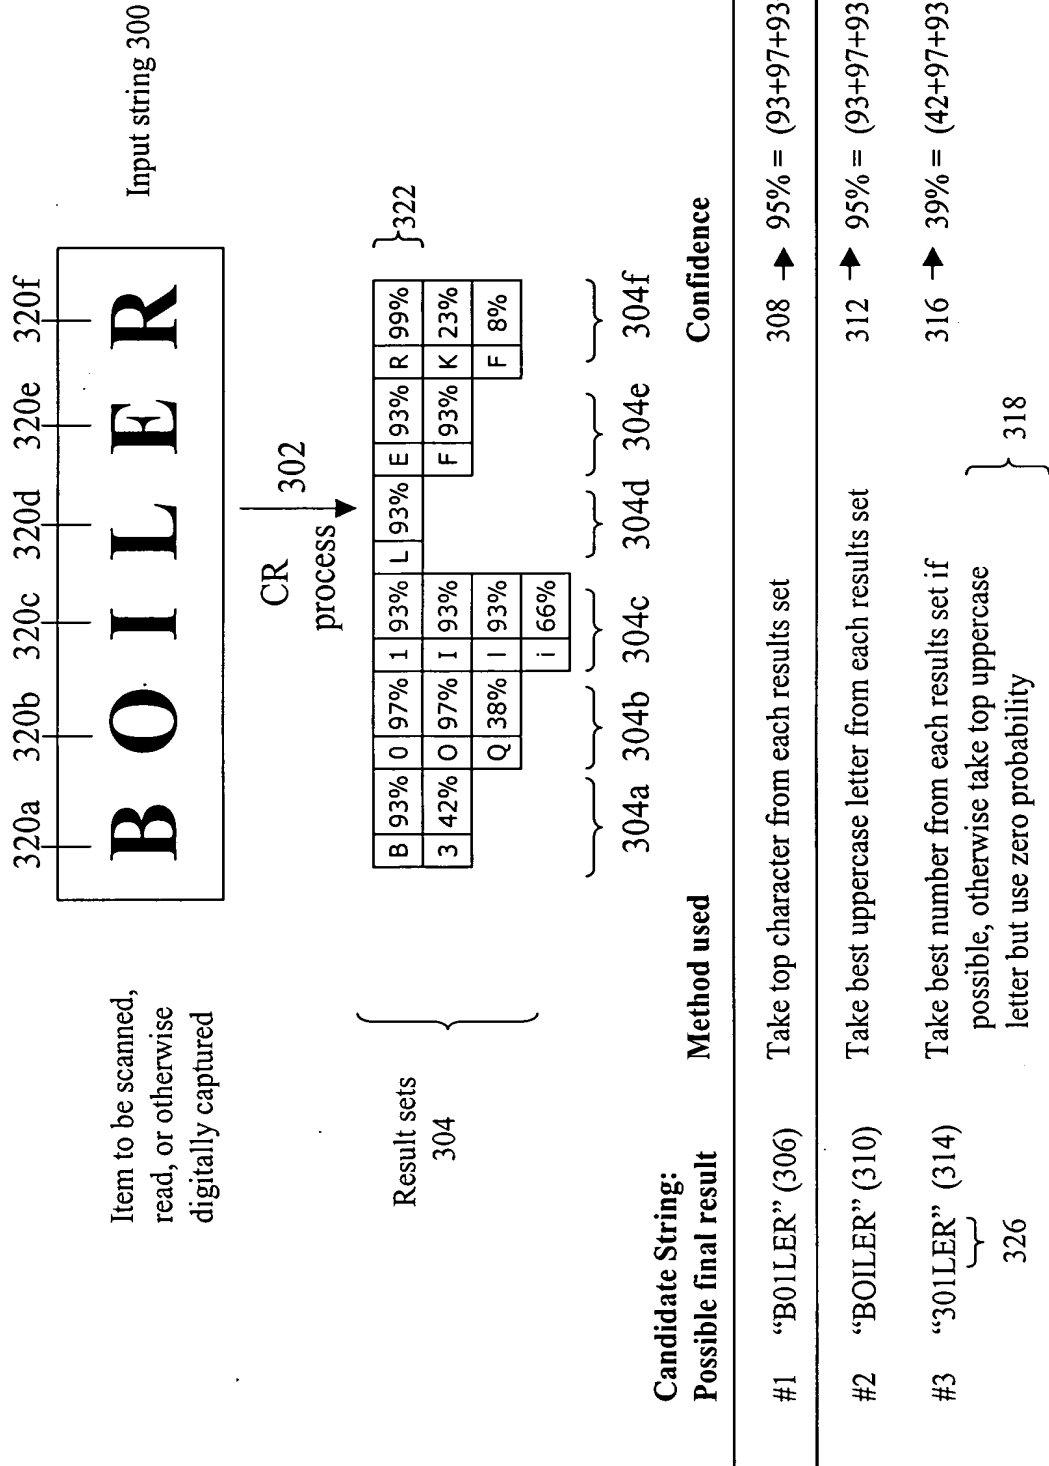 320a 320b 320c 320d 320e 320f
Item to be scanned,
read, or otherwise
digitally captured
B O I L E R
Input string 300
CR
process
302
Result sets
304
B 93% 0 97% 1 93% L 93% E 93% R 99%
3 42% O 97% I 93% F 93% K 23%
Q 38% l 93% F 8%
i 66%
322
304a 304b 304c 304d 304e 304f
Candidate String:
Possible final result Method used Confidence
#1 “B01LER” (306) Take top character from each results set 308 → 95% = (93+97+93
#2 “BOILER” (310) Take best uppercase letter from each results set 312 → 95% = (93+97+93
#3 “301LER” (314) Take best number from each results set if 316 → 39% = (42+97+93
possible, otherwise take top uppercase
letter but use zero probability
326
318